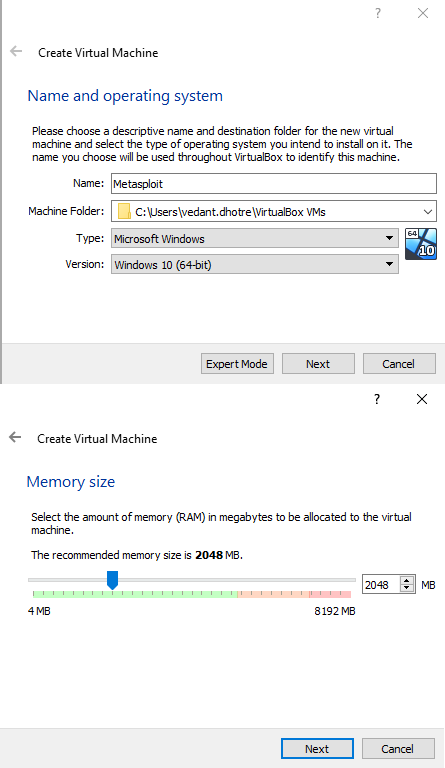 ?
Create Virtual Machine
Name and operating system
Please choose a descriptive name and destination folder for the new virtual
machine and select the type of operating system you intend to install on it. The
name you choose will be used throughout VirtualBox to identify this machine.
Name: Metasploit
Machine Folder: C:\Users\vedant.dhotre\VirtualBox VMs
Type: Microsoft Windows
64
Version: Windows 10 (64-bit)
10
Expert Mode Next Cancel
?
Create Virtual Machine
Memory size
Select the amount of memory (RAM) in megabytes to be allocated to the virtual
machine.
The recommended memory size is 2048 MB.
2048 MB
4 MB 8192 MB
Next Cancel